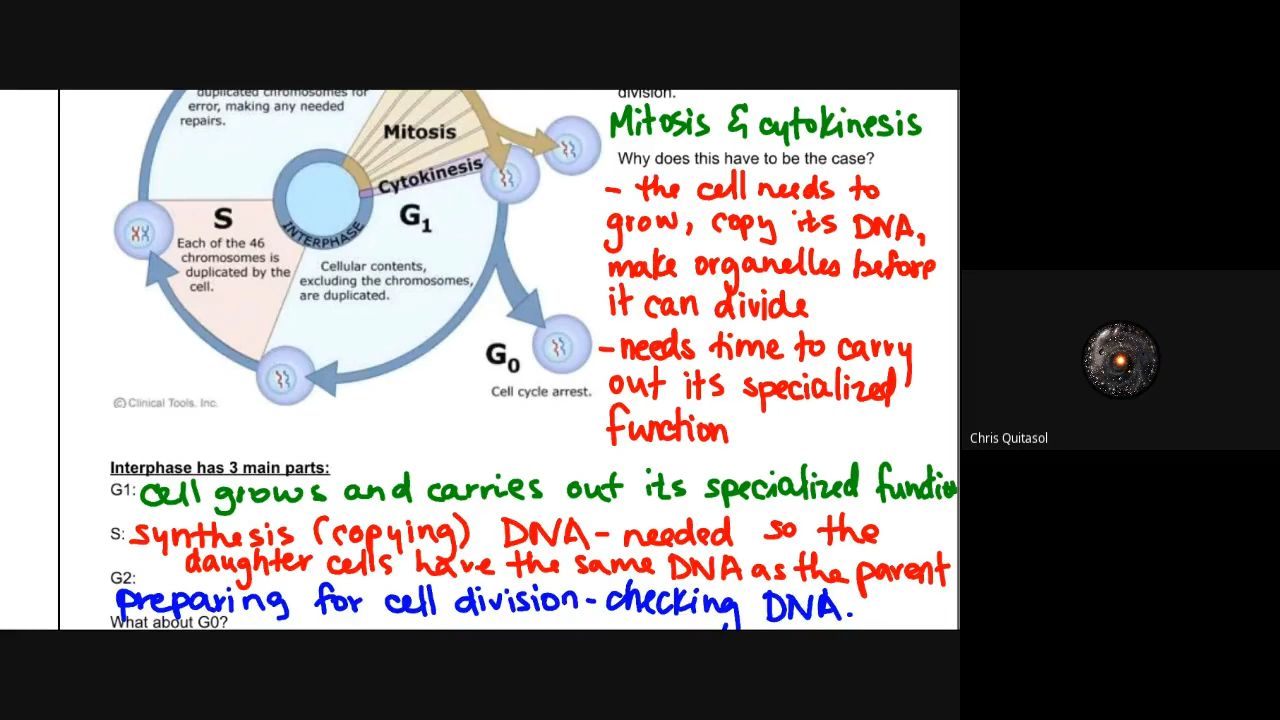 duplicated chromosomes for
error, making any needed
repairs.
Mitosis
Cytokinesis
S
Each of the 46
chromosomes is
duplicated by the
cell.
INTERPHASE
G1
Cellular contents,
excluding the chromosomes,
are duplicated.
G0
Cell cycle arrest.
© Clinical Tools, Inc.
division.
Mitosis & cytokinesis
Why does this have to be the case?
- the cell needs to
grow, copy its DNA,
make organelles before
it can divide
- needs time to carry
out its specialized
function
Interphase has 3 main parts:
G1: cell grows and carries out its specialized function
S: synthesis (copying) DNA - needed so the
daughter cells have the same DNA as the parent
G2:
preparing for cell division - checking DNA.
What about G0?
Chris Quitasol